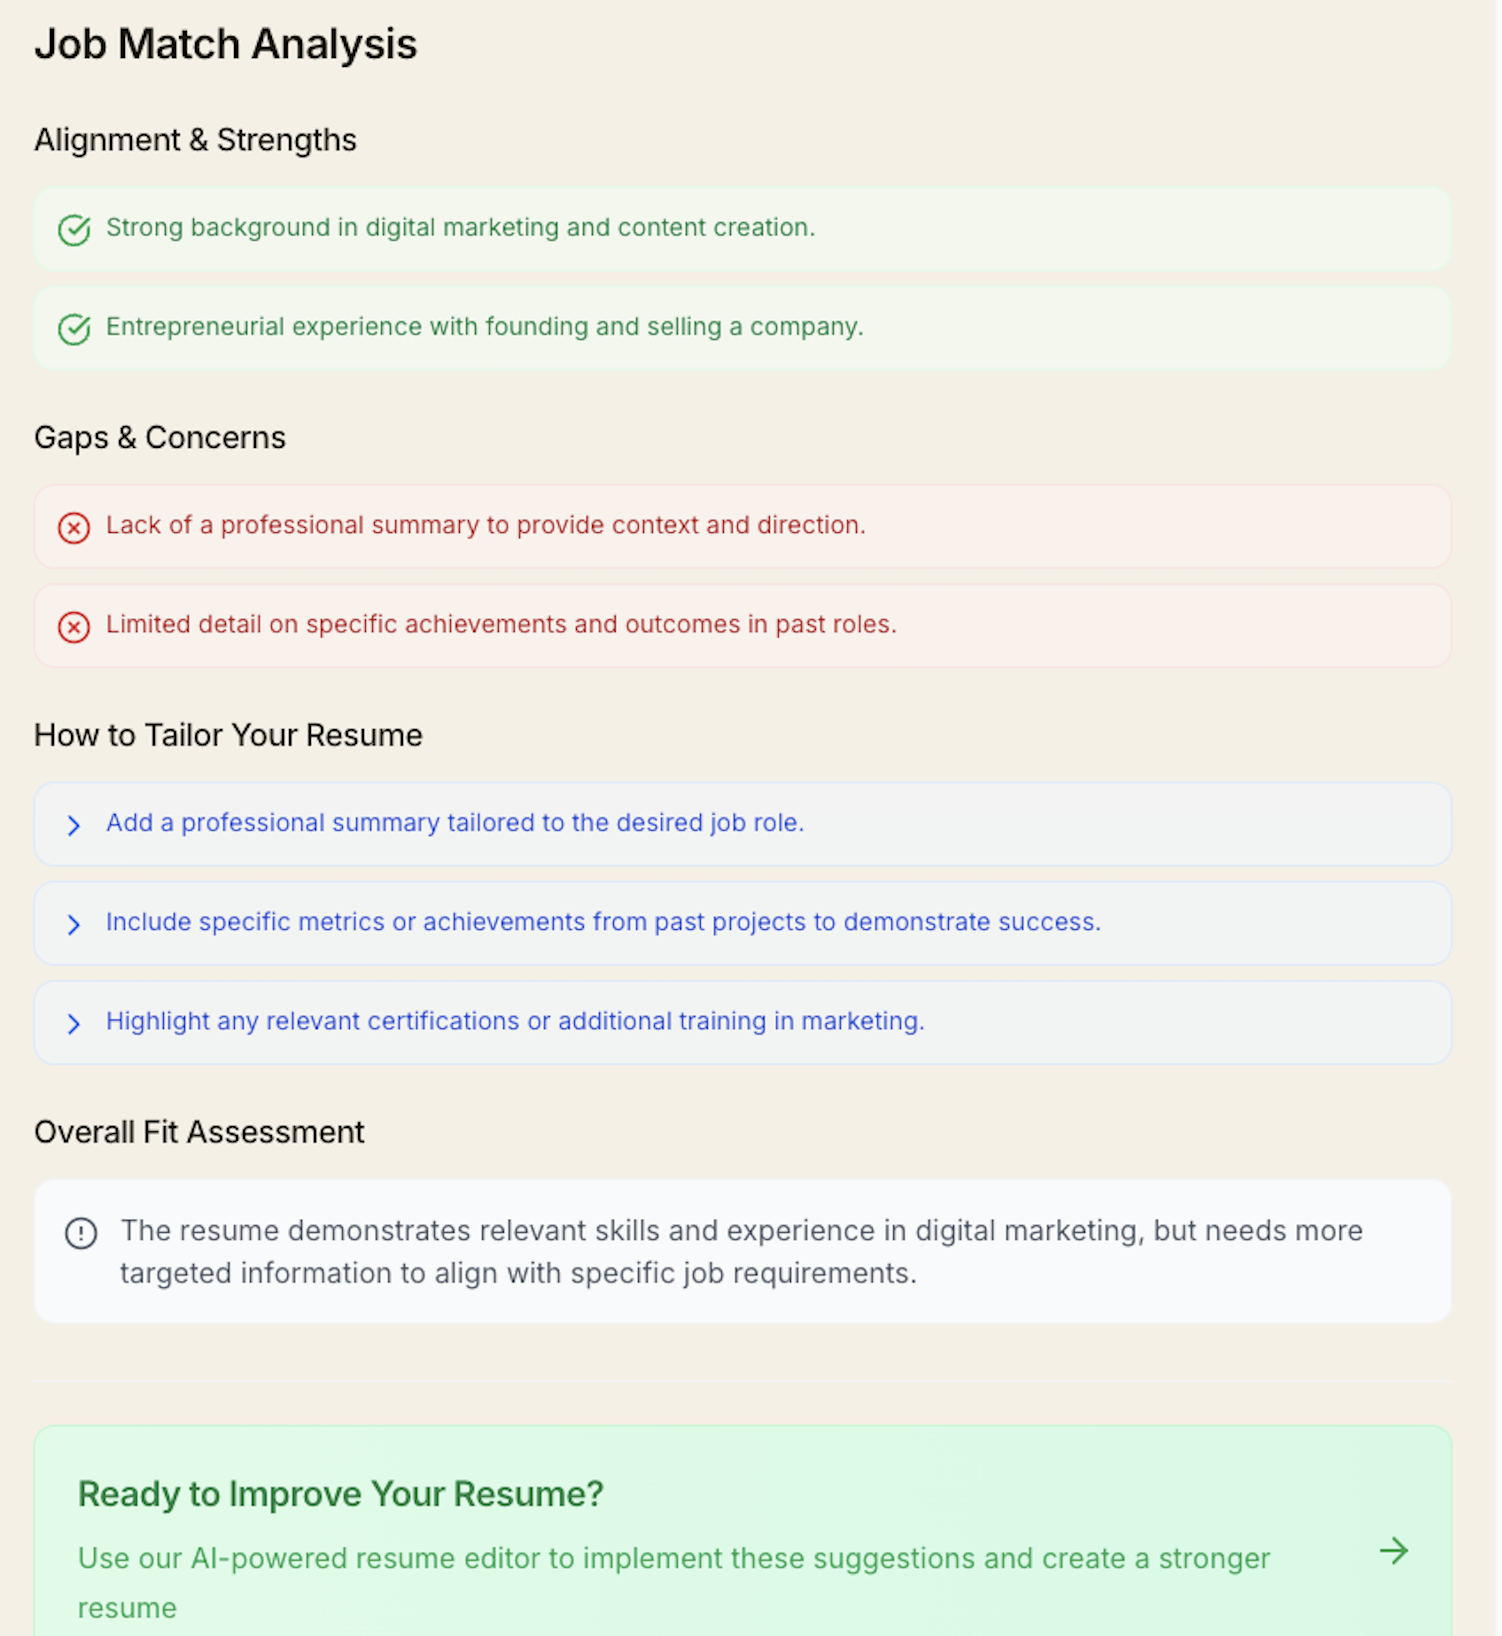 Job Match Analysis
Alignment & Strengths
Strong background in digital marketing and content creation.
Entrepreneurial experience with founding and selling a company.
Gaps & Concerns
Lack of a professional summary to provide context and direction.
Limited detail on specific achievements and outcomes in past roles.
How to Tailor Your Resume
Add a professional summary tailored to the desired job role.
Include specific metrics or achievements from past projects to demonstrate success.
Highlight any relevant certifications or additional training in marketing.
Overall Fit Assessment
The resume demonstrates relevant skills and experience in digital marketing, but needs more
targeted information to align with specific job requirements.
Ready to Improve Your Resume?
Use our AI-powered resume editor to implement these suggestions and create a stronger
resume